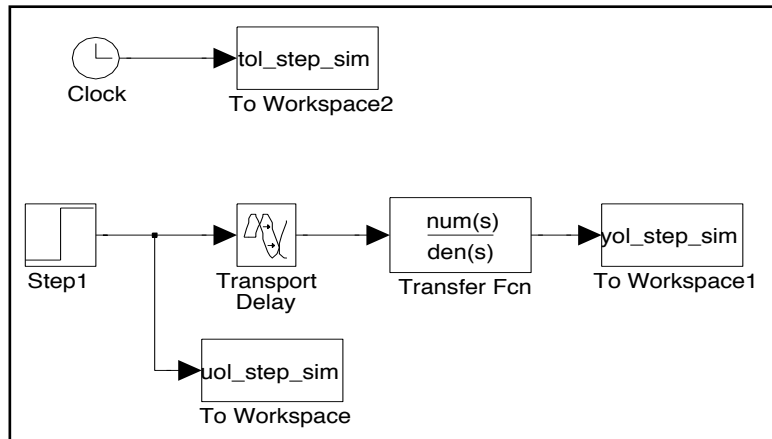 tol_step_sim
Clock
To Workspace2
num(s)
den(s)
yol_step_sim
Step1
Transport
Delay
Transfer Fcn
To Workspace1
uol_step_sim
To Workspace